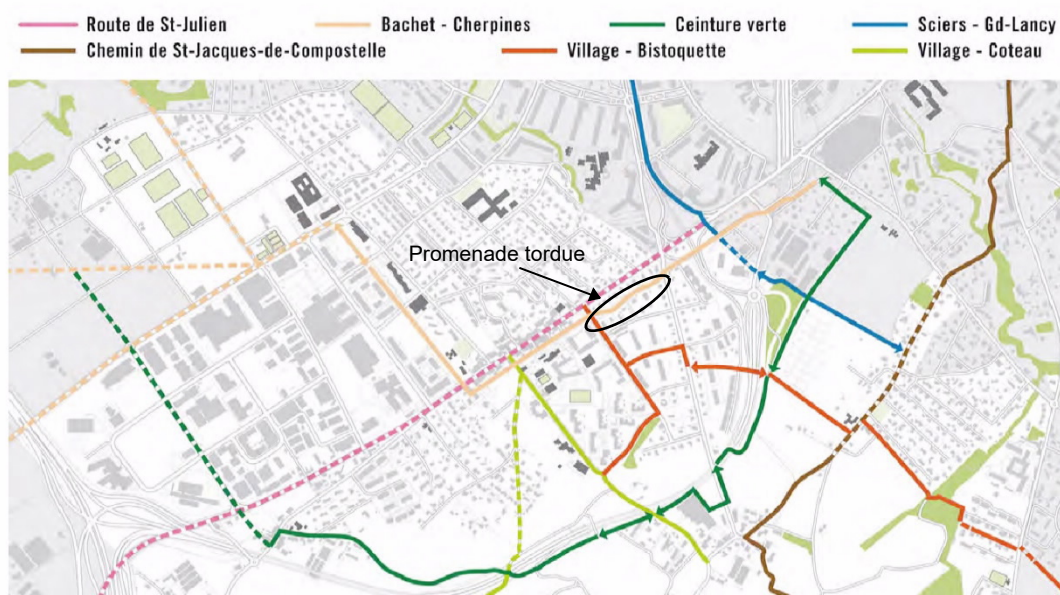 Route de St-Julien Bachet - Cherpines Ceinture verte Sciers - Gd-Lancy
Chemin de St-Jacques-de-Compostelle Village - Bistoquette Village - Coteau
Promenade tordue